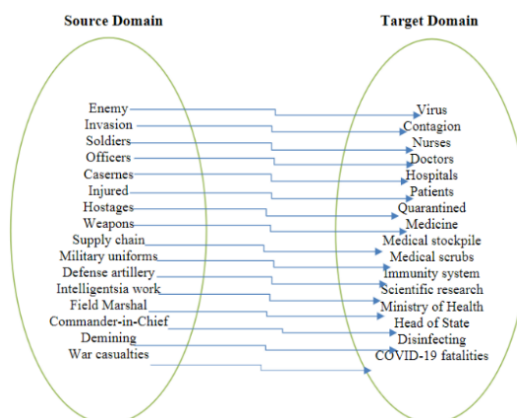 Source Domain
Target Domain
Enemy
Invasion
Soldiers
Officers
Casernes
Injured
Hostages
Weapons
Supply chain
Military uniforms
Defense artillery
Intelligentsia work
Field Marshal
Commander-in-Chief
Demining
War casualties
Virus
Contagion
Nurses
Doctors
Hospitals
Patients
Quarantined
Medicine
Medical stockpile
Medical scrubs
Immunity system
Scientific research
Ministry of Health
Head of State
Disinfecting
COVID-19 fatalities